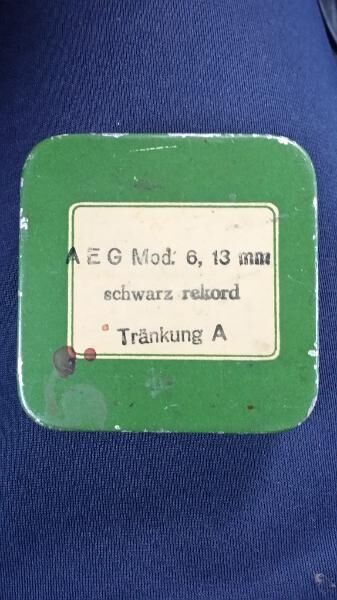 A E G Mod. 6, 13 mm
schwarz rekord
Tränkung A